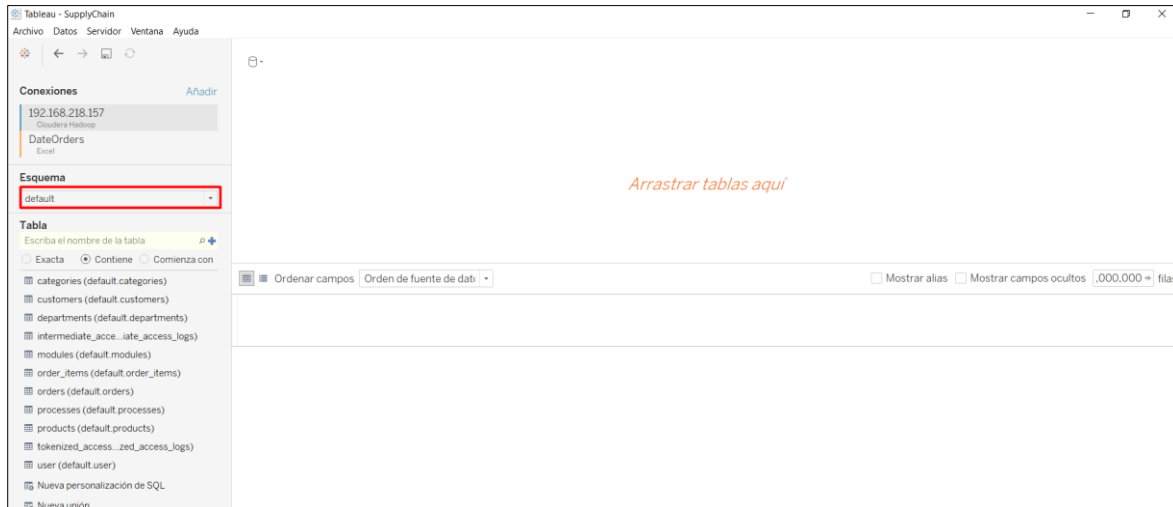 Tableau - SupplyChain
Archivo Datos Servidor Ventana Ayuda
Conexiones Añadir
192.168.218.157
Cloudera Hadoop
DateOrders
Excel
Esquema
default
Arrastrar tablas aquí
Tabla
Escriba el nombre de la tabla
Exacta Contiene Comienza con
categories (default.categories)
customers (default.customers)
departments (default.departments)
intermediate_acce...iate_access_logs)
modules (default.modules)
order_items (default.order_items)
orders (default.orders)
processes (default.processes)
products (default.products)
tokenized_access...zed_access_logs)
user (default.user)
Nueva personalización de SQL
Nueva unión
Ordenar campos Orden de fuente de date Mostrar alias Mostrar campos ocultos ,000,000 filas